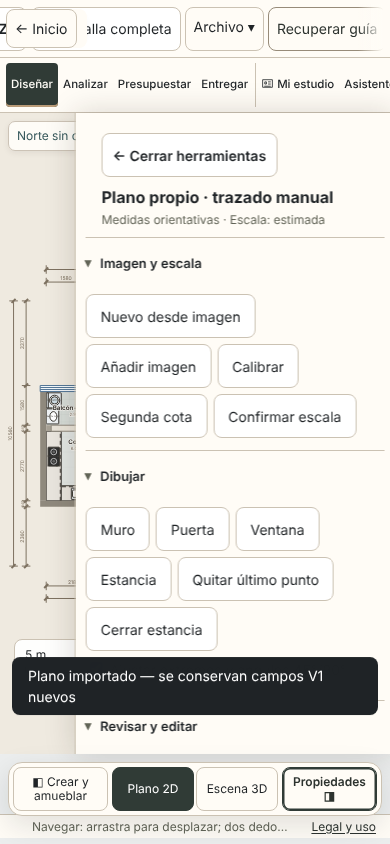 ← Inicio
alla completa
Archivo ▾
Recuperar guía
Diseñar
Analizar
Presupuestar
Entregar
Mi estudio
Asistent
Norte sin
← Cerrar herramientas
Plano propio · trazado manual
Medidas orientativas · Escala: estimada
▼ Imagen y escala
Nuevo desde imagen
Añadir imagen
Calibrar
Segunda cota
Confirmar escala
▼ Dibujar
Muro
Puerta
Ventana
Estancia
Quitar último punto
Cerrar estancia
5 m
Plano importado — se conservan campos V1
nuevos
▼ Revisar y editar
◧ Crear y
amueblar
Plano 2D
Escena 3D
Propiedades
◨
Navegar: arrastra para desplazar; dos dedo...
Legal y uso